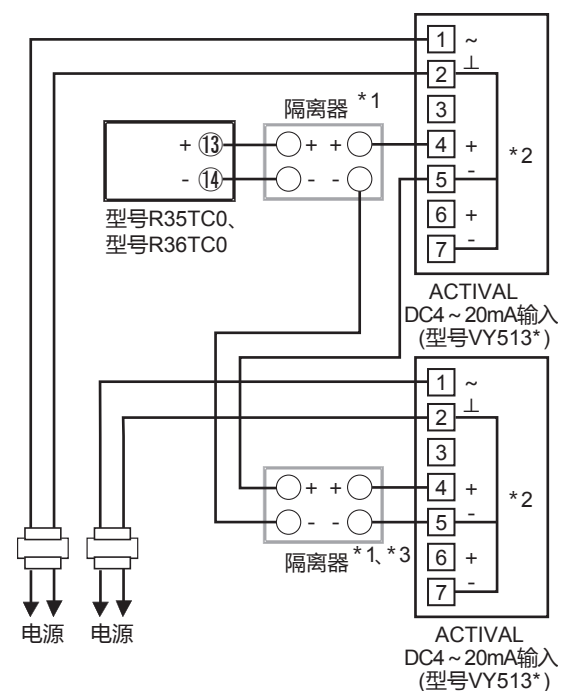 1 ~
2 ⊥
3
4 +
5 -
6 +
7 -
*2
隔离器 *1
+ ⑬
- ⑭
+ +
- -
型号R35TC0、
型号R36TC0
ACTIVAL
DC4～20mA输入
(型号VY513*)
1 ~
2 ⊥
3
4 +
5 -
6 +
7 -
*2
+ +
- -
隔离器 *1、*3
电源
电源
ACTIVAL
DC4～20mA输入
(型号VY513*)